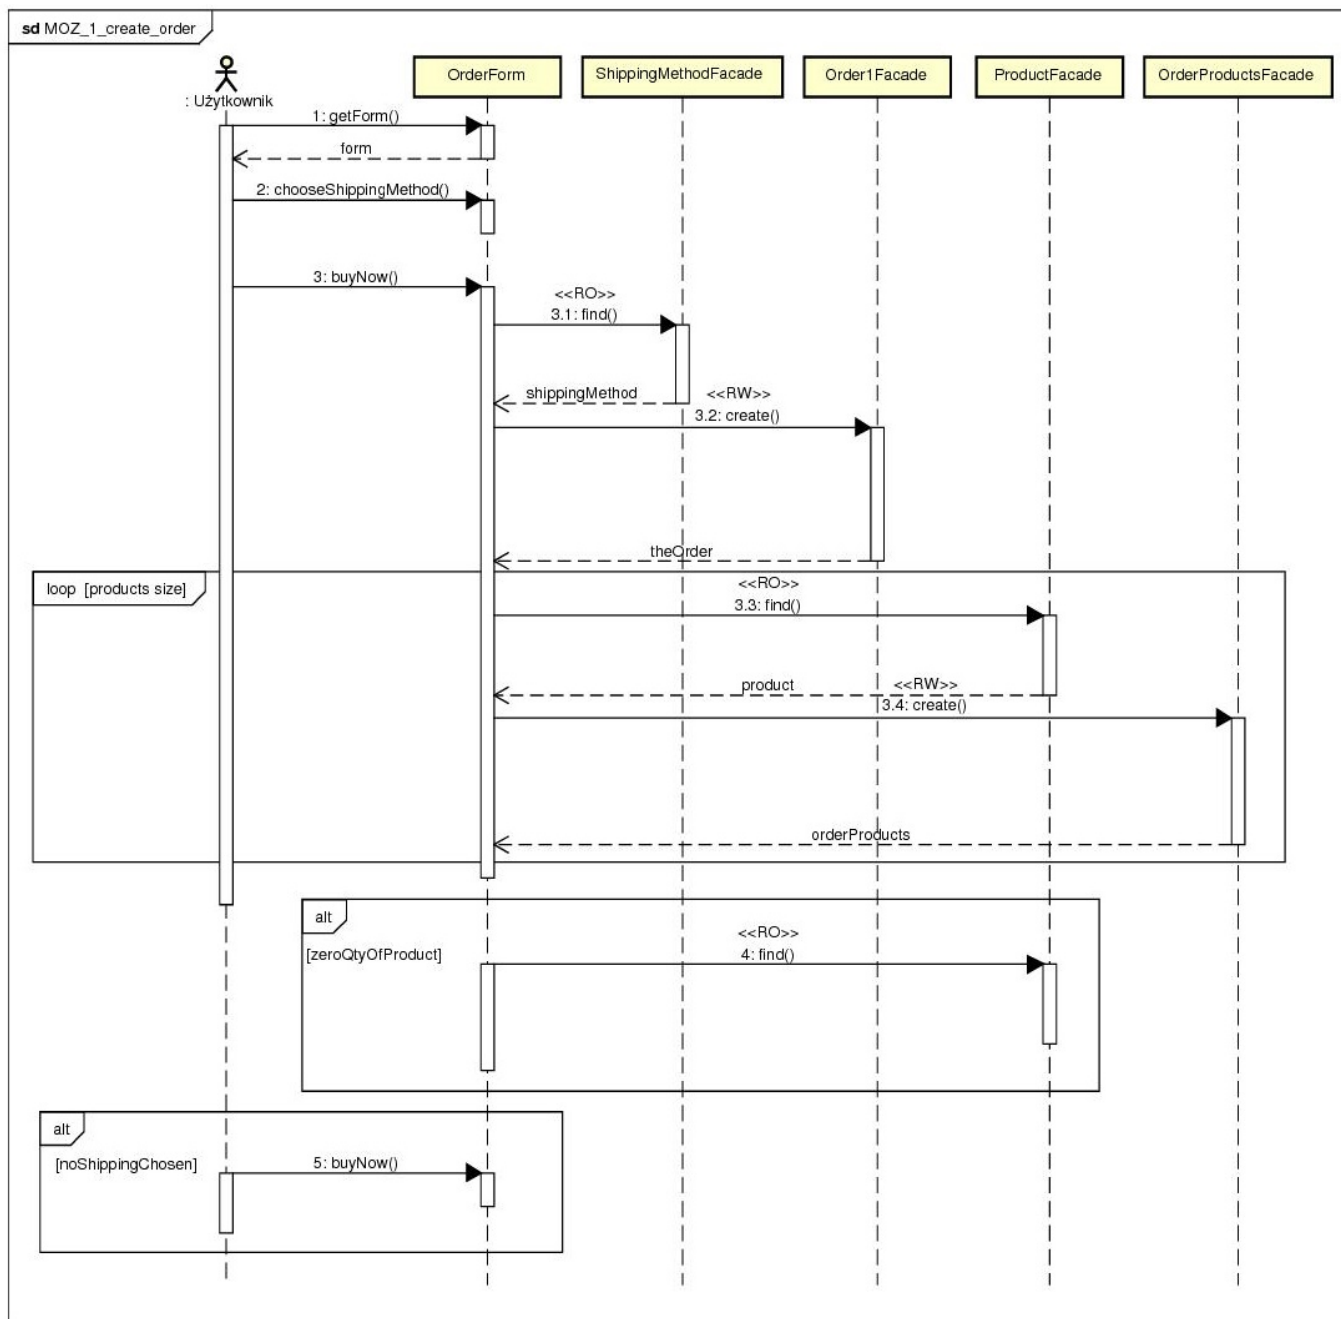 sd MOZ_1_create_order
: Użytkownik
OrderForm
ShippingMethodFacade
Order1Facade
ProductFacade
OrderProductsFacade
1: getForm()
form
2: chooseShippingMethod()
3: buyNow()
<<RO>>
3.1: find()
shippingMethod
<<RW>>
3.2: create()
theOrder
loop [products size]
<<RO>>
3.3: find()
product
<<RW>>
3.4: create()
orderProducts
alt
[zeroQtyOfProduct]
<<RO>>
4: find()
alt
[noShippingChosen]
5: buyNow()